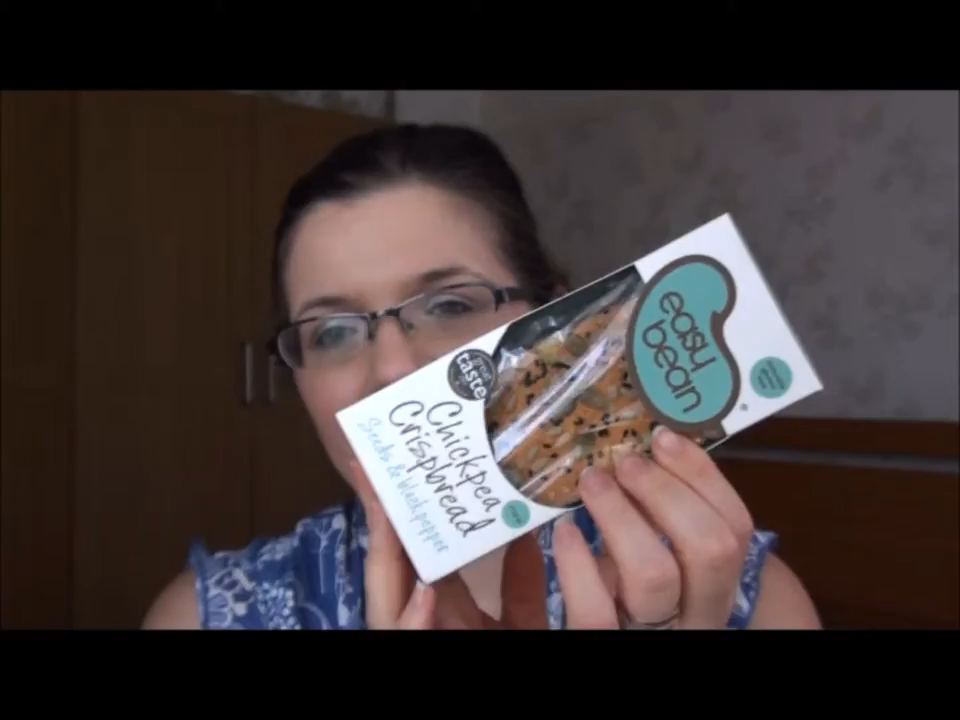 easy
bean
great
taste
Chickpea
Crispbread
Seeds & black pepper